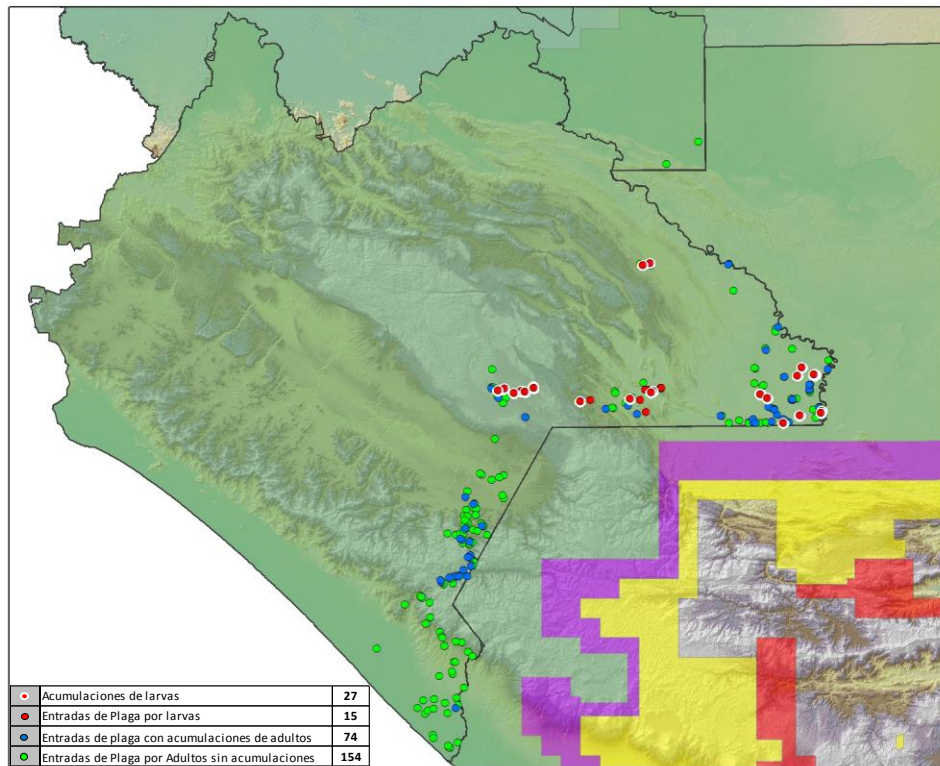 Acumulaciones de larvas 27
Entradas de Plaga por larvas 15
Entradas de plaga con acumulaciones de adultos 74
Entradas de Plaga por Adultos sin acumulaciones 154